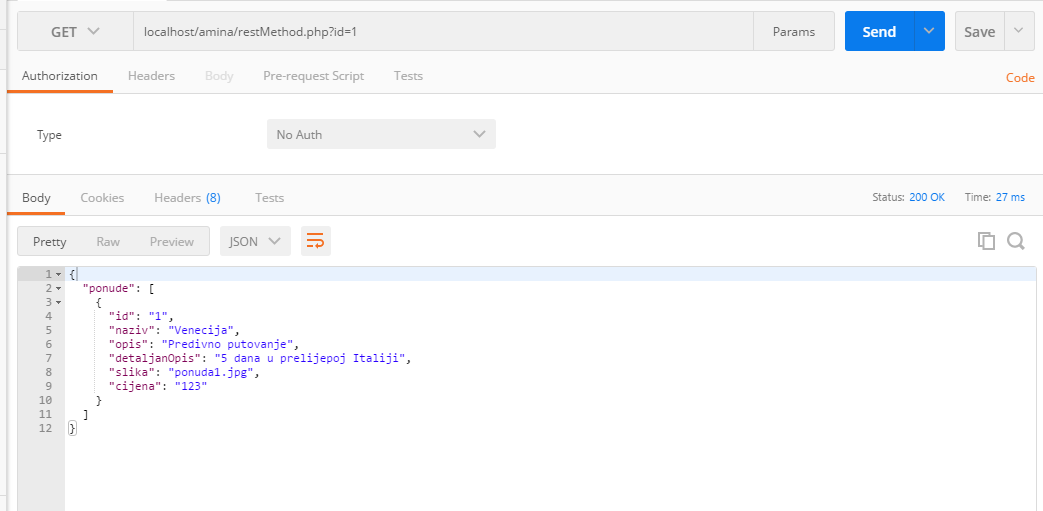 GET localhost/amina/restMethod.php?id=1 Params Send Save
Authorization Headers Body Pre-request Script Tests Code
Type No Auth
Body Cookies Headers (8) Tests Status: 200 OK Time: 27 ms
Pretty Raw Preview JSON
1 {
2 "ponude": [
3 {
4 "id": "1",
5 "naziv": "Venecija",
6 "opis": "Predivno putovanje",
7 "detaljanOpis": "5 dana u prelijepoj Italiji",
8 "slika": "ponuda1.jpg",
9 "cijena": "123"
10 }
11 ]
12 }